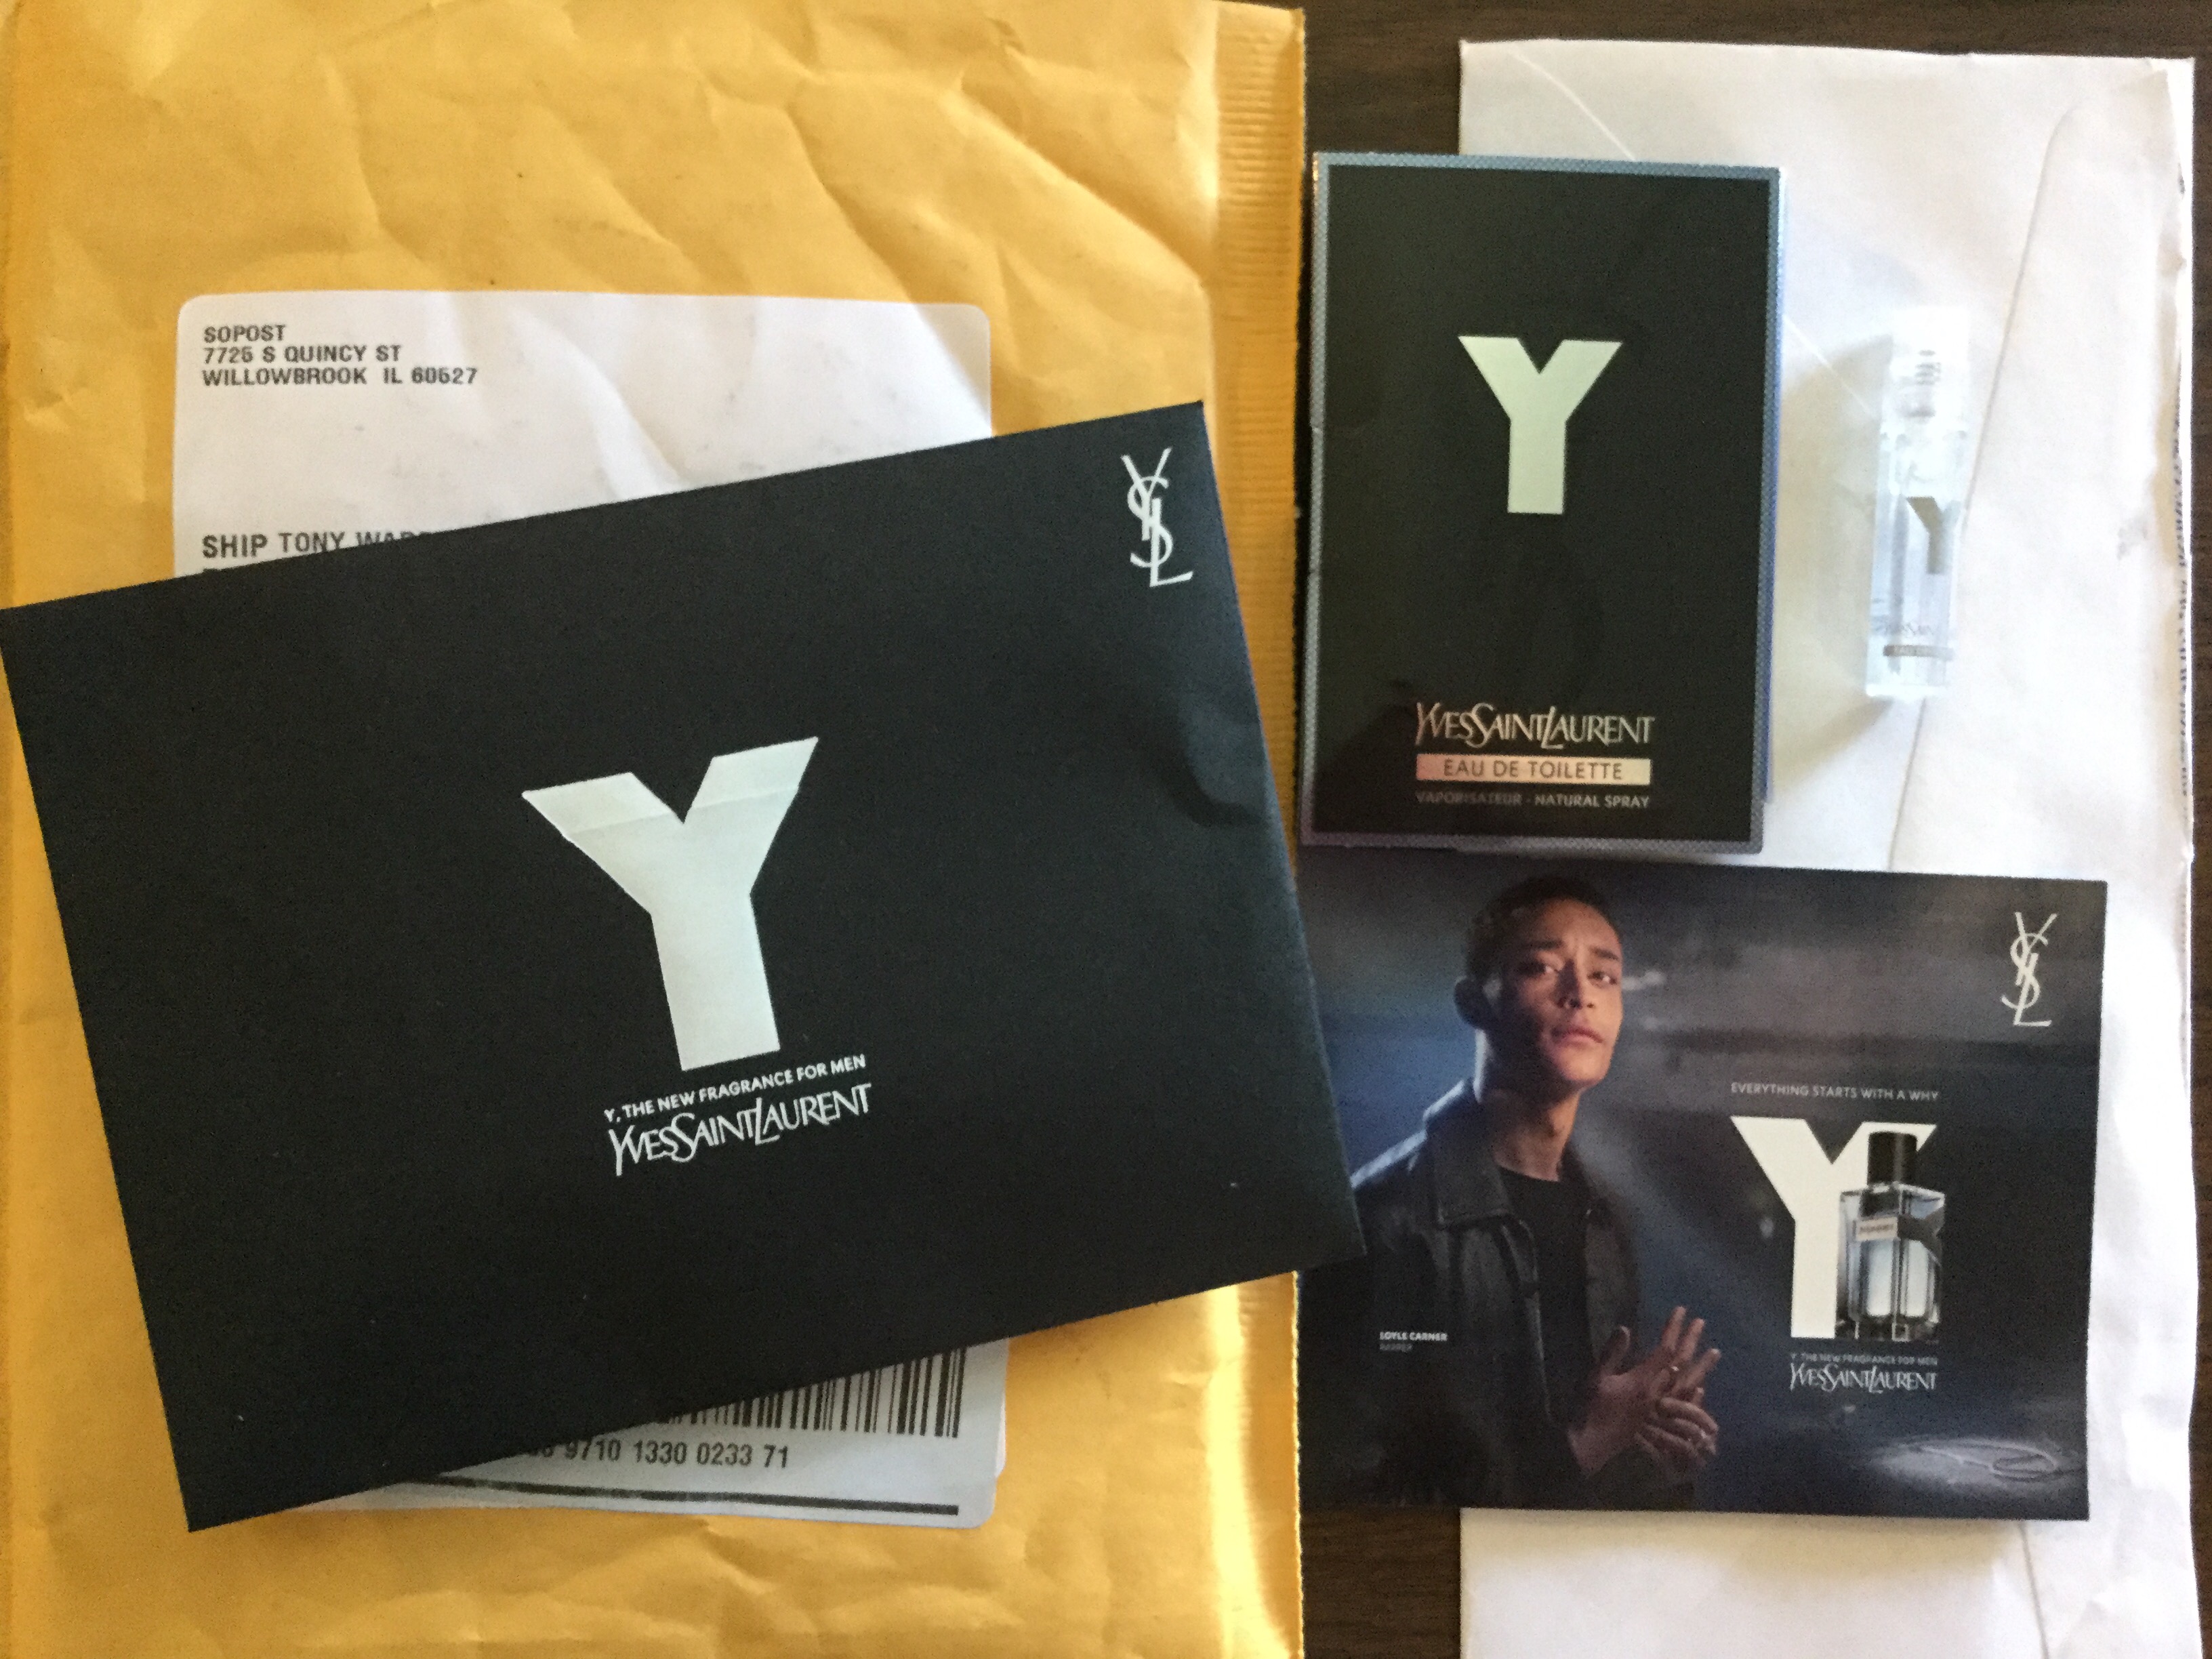 SOPOST
7725 S QUINCY ST
WILLOWBROOK IL 60527
SHIP TONY
YSL
Y
Y, THE NEW FRAGRANCE FOR MEN
YVESSAINTLAURENT
9710 1330 0233 71
Y
YVESSAINTLAURENT
EAU DE TOILETTE
VAPORISATEUR - NATURAL SPRAY
Y
YSL
EVERYTHING STARTS WITH A WHY
Y
LOYLE CARNER
RAPPER
Y, THE NEW FRAGRANCE FOR MEN
YVESSAINTLAURENT